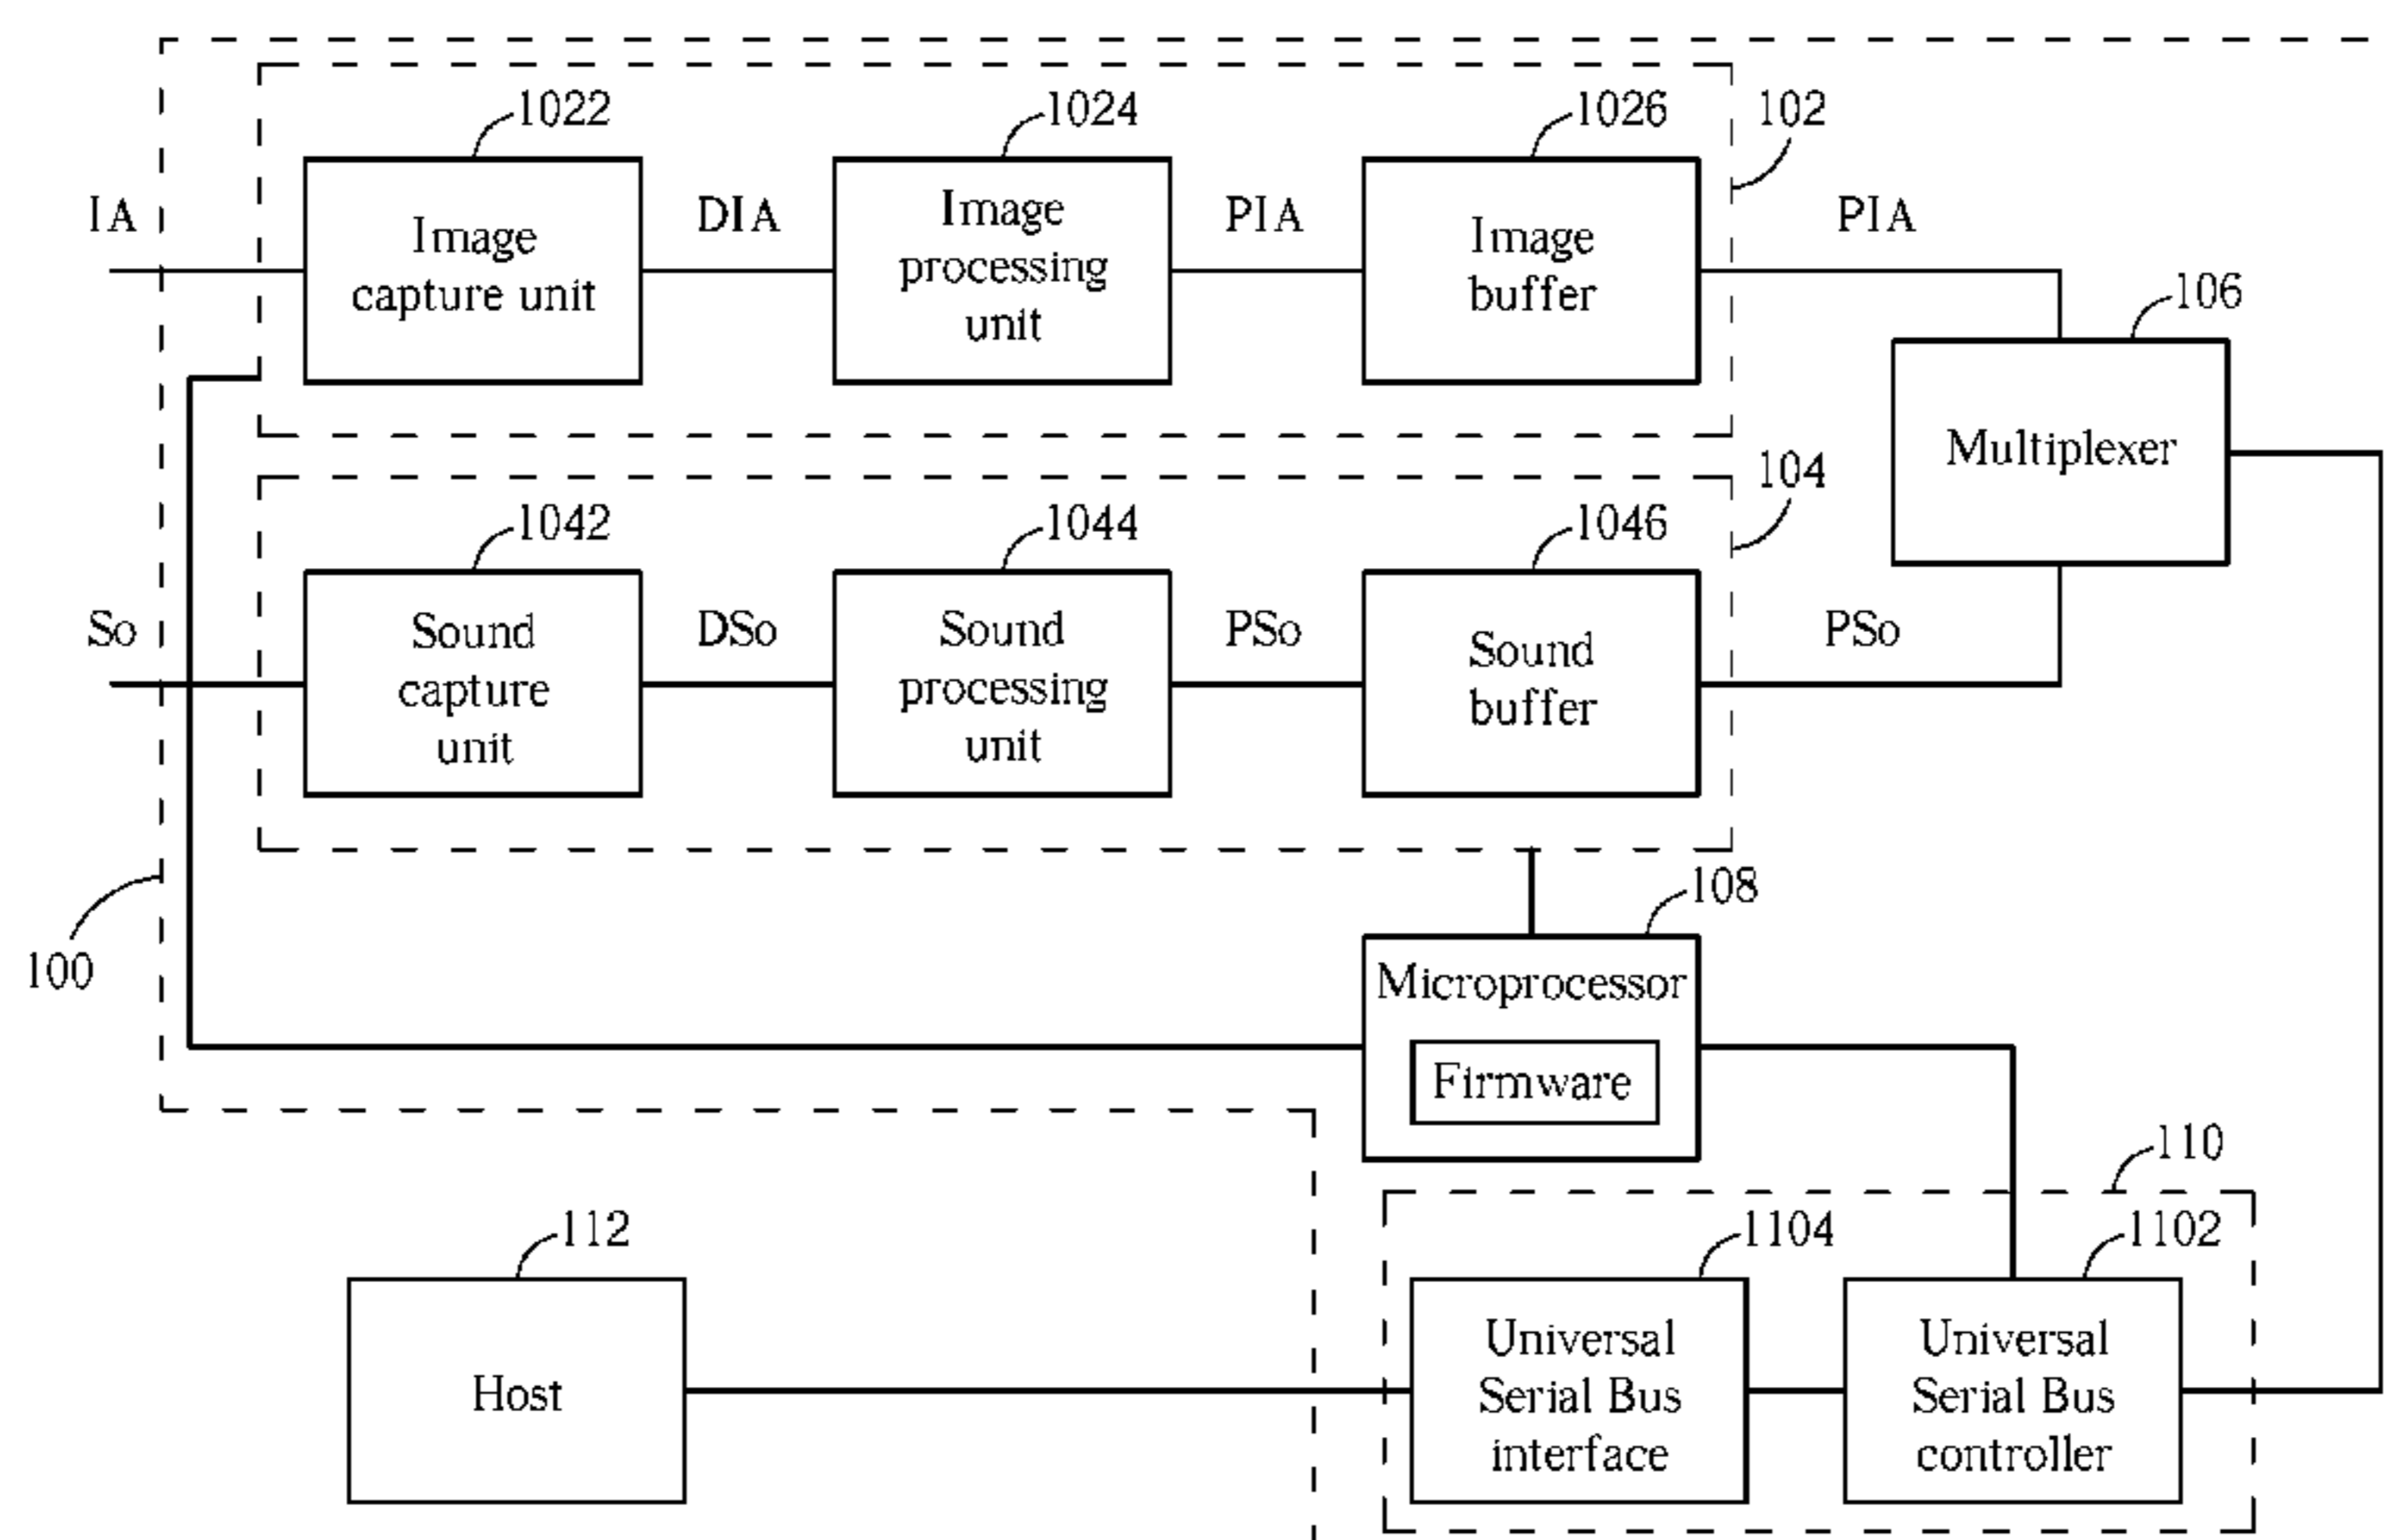 1022
1024
1026
102
IA
DIA
PIA
PIA
Image
capture unit
Image
processing
unit
Image
buffer
106
Multiplexer
104
1042
1044
1046
So
DSo
PSo
PSo
Sound
capture
unit
Sound
processing
unit
Sound
buffer
108
100
Microprocessor
Firmware
110
112
1104
1102
Host
Universal
Serial Bus
interface
Universal
Serial Bus
controller